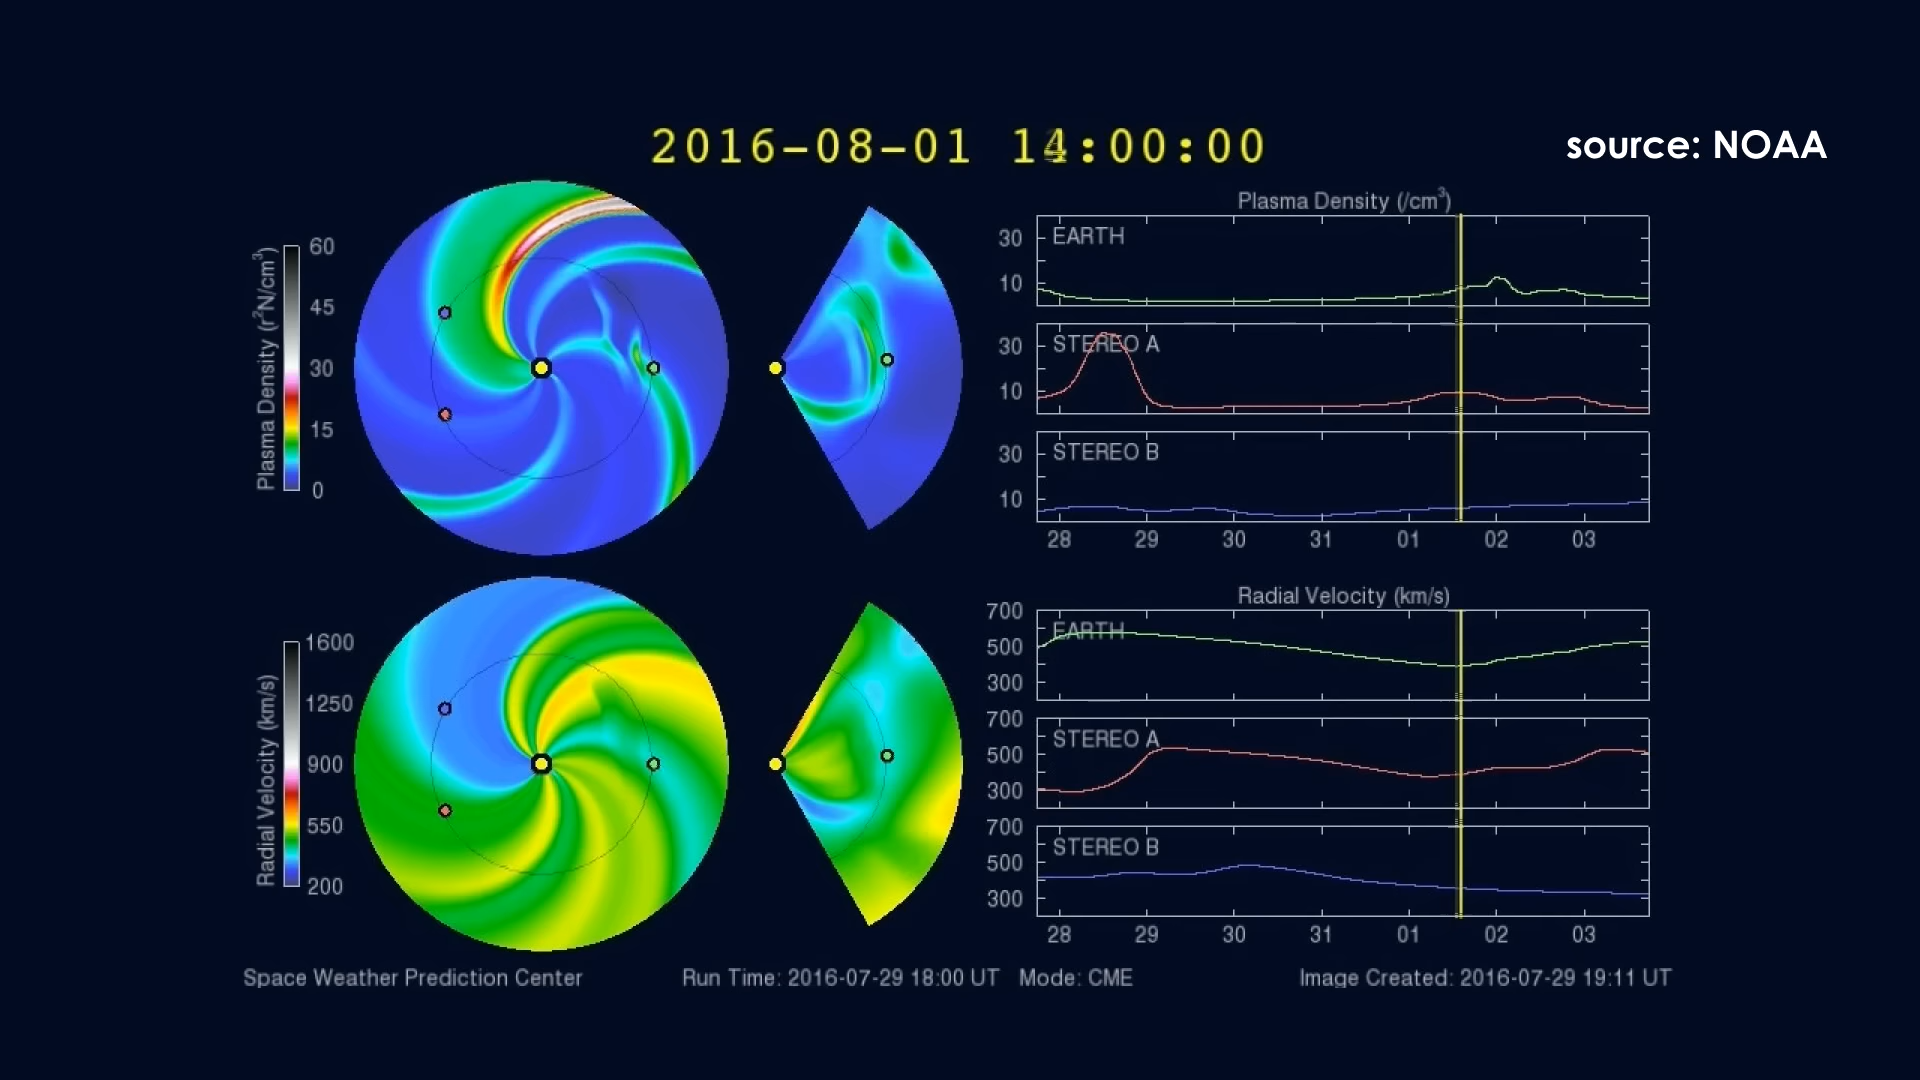 2016-08-01 14:00:00
source: NOAA
Plasma Density (r²N/cm³)
60
45
30
15
0
Plasma Density (/cm³)
EARTH
30
10
STEREO A
30
10
STEREO B
30
10
28 29 30 31 01 02 03
Radial Velocity (km/s)
1600
1250
900
550
200
Radial Velocity (km/s)
700
EARTH
500
300
700
STEREO A
500
300
700
STEREO B
500
300
28 29 30 31 01 02 03
Space Weather Prediction Center
Run Time: 2016-07-29 18:00 UT Mode: CME
Image Created: 2016-07-29 19:11 UT